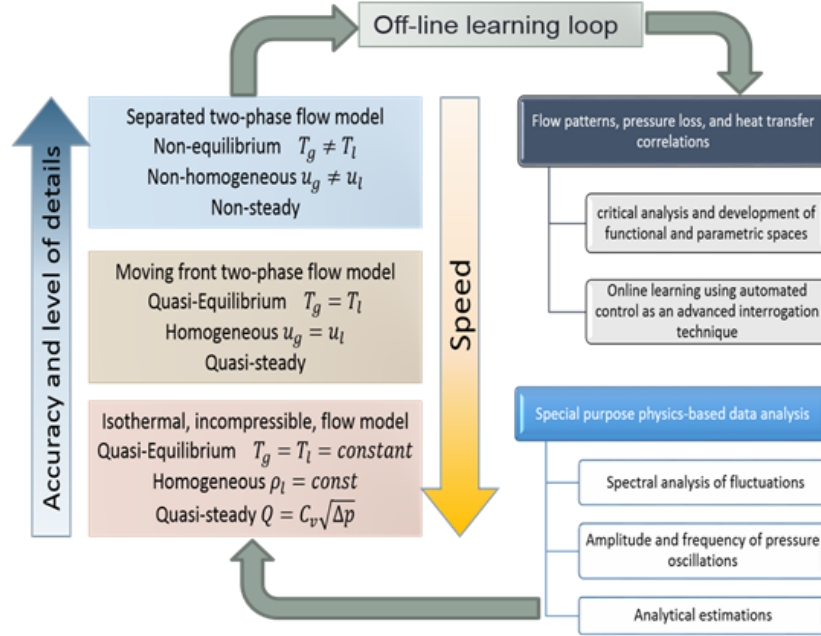 Off-line learning loop
Accuracy and level of details
Separated two-phase flow model
Non-equilibrium T_g ≠ T_l
Non-homogeneous u_g ≠ u_l
Non-steady
Moving front two-phase flow model
Quasi-Equilibrium T_g = T_l
Homogeneous u_g = u_l
Quasi-steady
Isothermal, incompressible, flow model
Quasi-Equilibrium T_g = T_l = constant
Homogeneous ρ_l = const
Quasi-steady Q = C_v√Δp
Speed
Flow patterns, pressure loss, and heat transfer
correlations
critical analysis and development of
functional and parametric spaces
Online learning using automated
control as an advanced interrogation
technique
Special purpose physics-based data analysis
Spectral analysis of fluctuations
Amplitude and frequency of pressure
oscillations
Analytical estimations